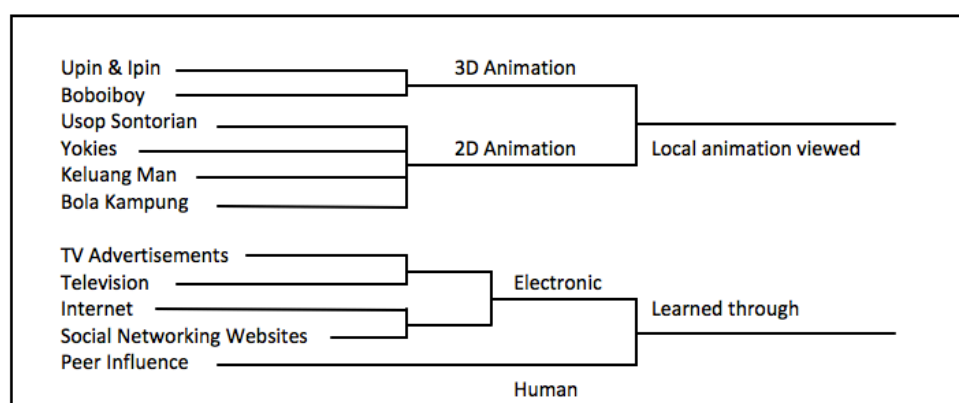 Upin & Ipin
3D Animation
Boboiboy
Usop Sontorian
Yokies
2D Animation
Local animation viewed
Keluang Man
Bola Kampung
TV Advertisements
Television
Electronic
Internet
Learned through
Social Networking Websites
Peer Influence
Human